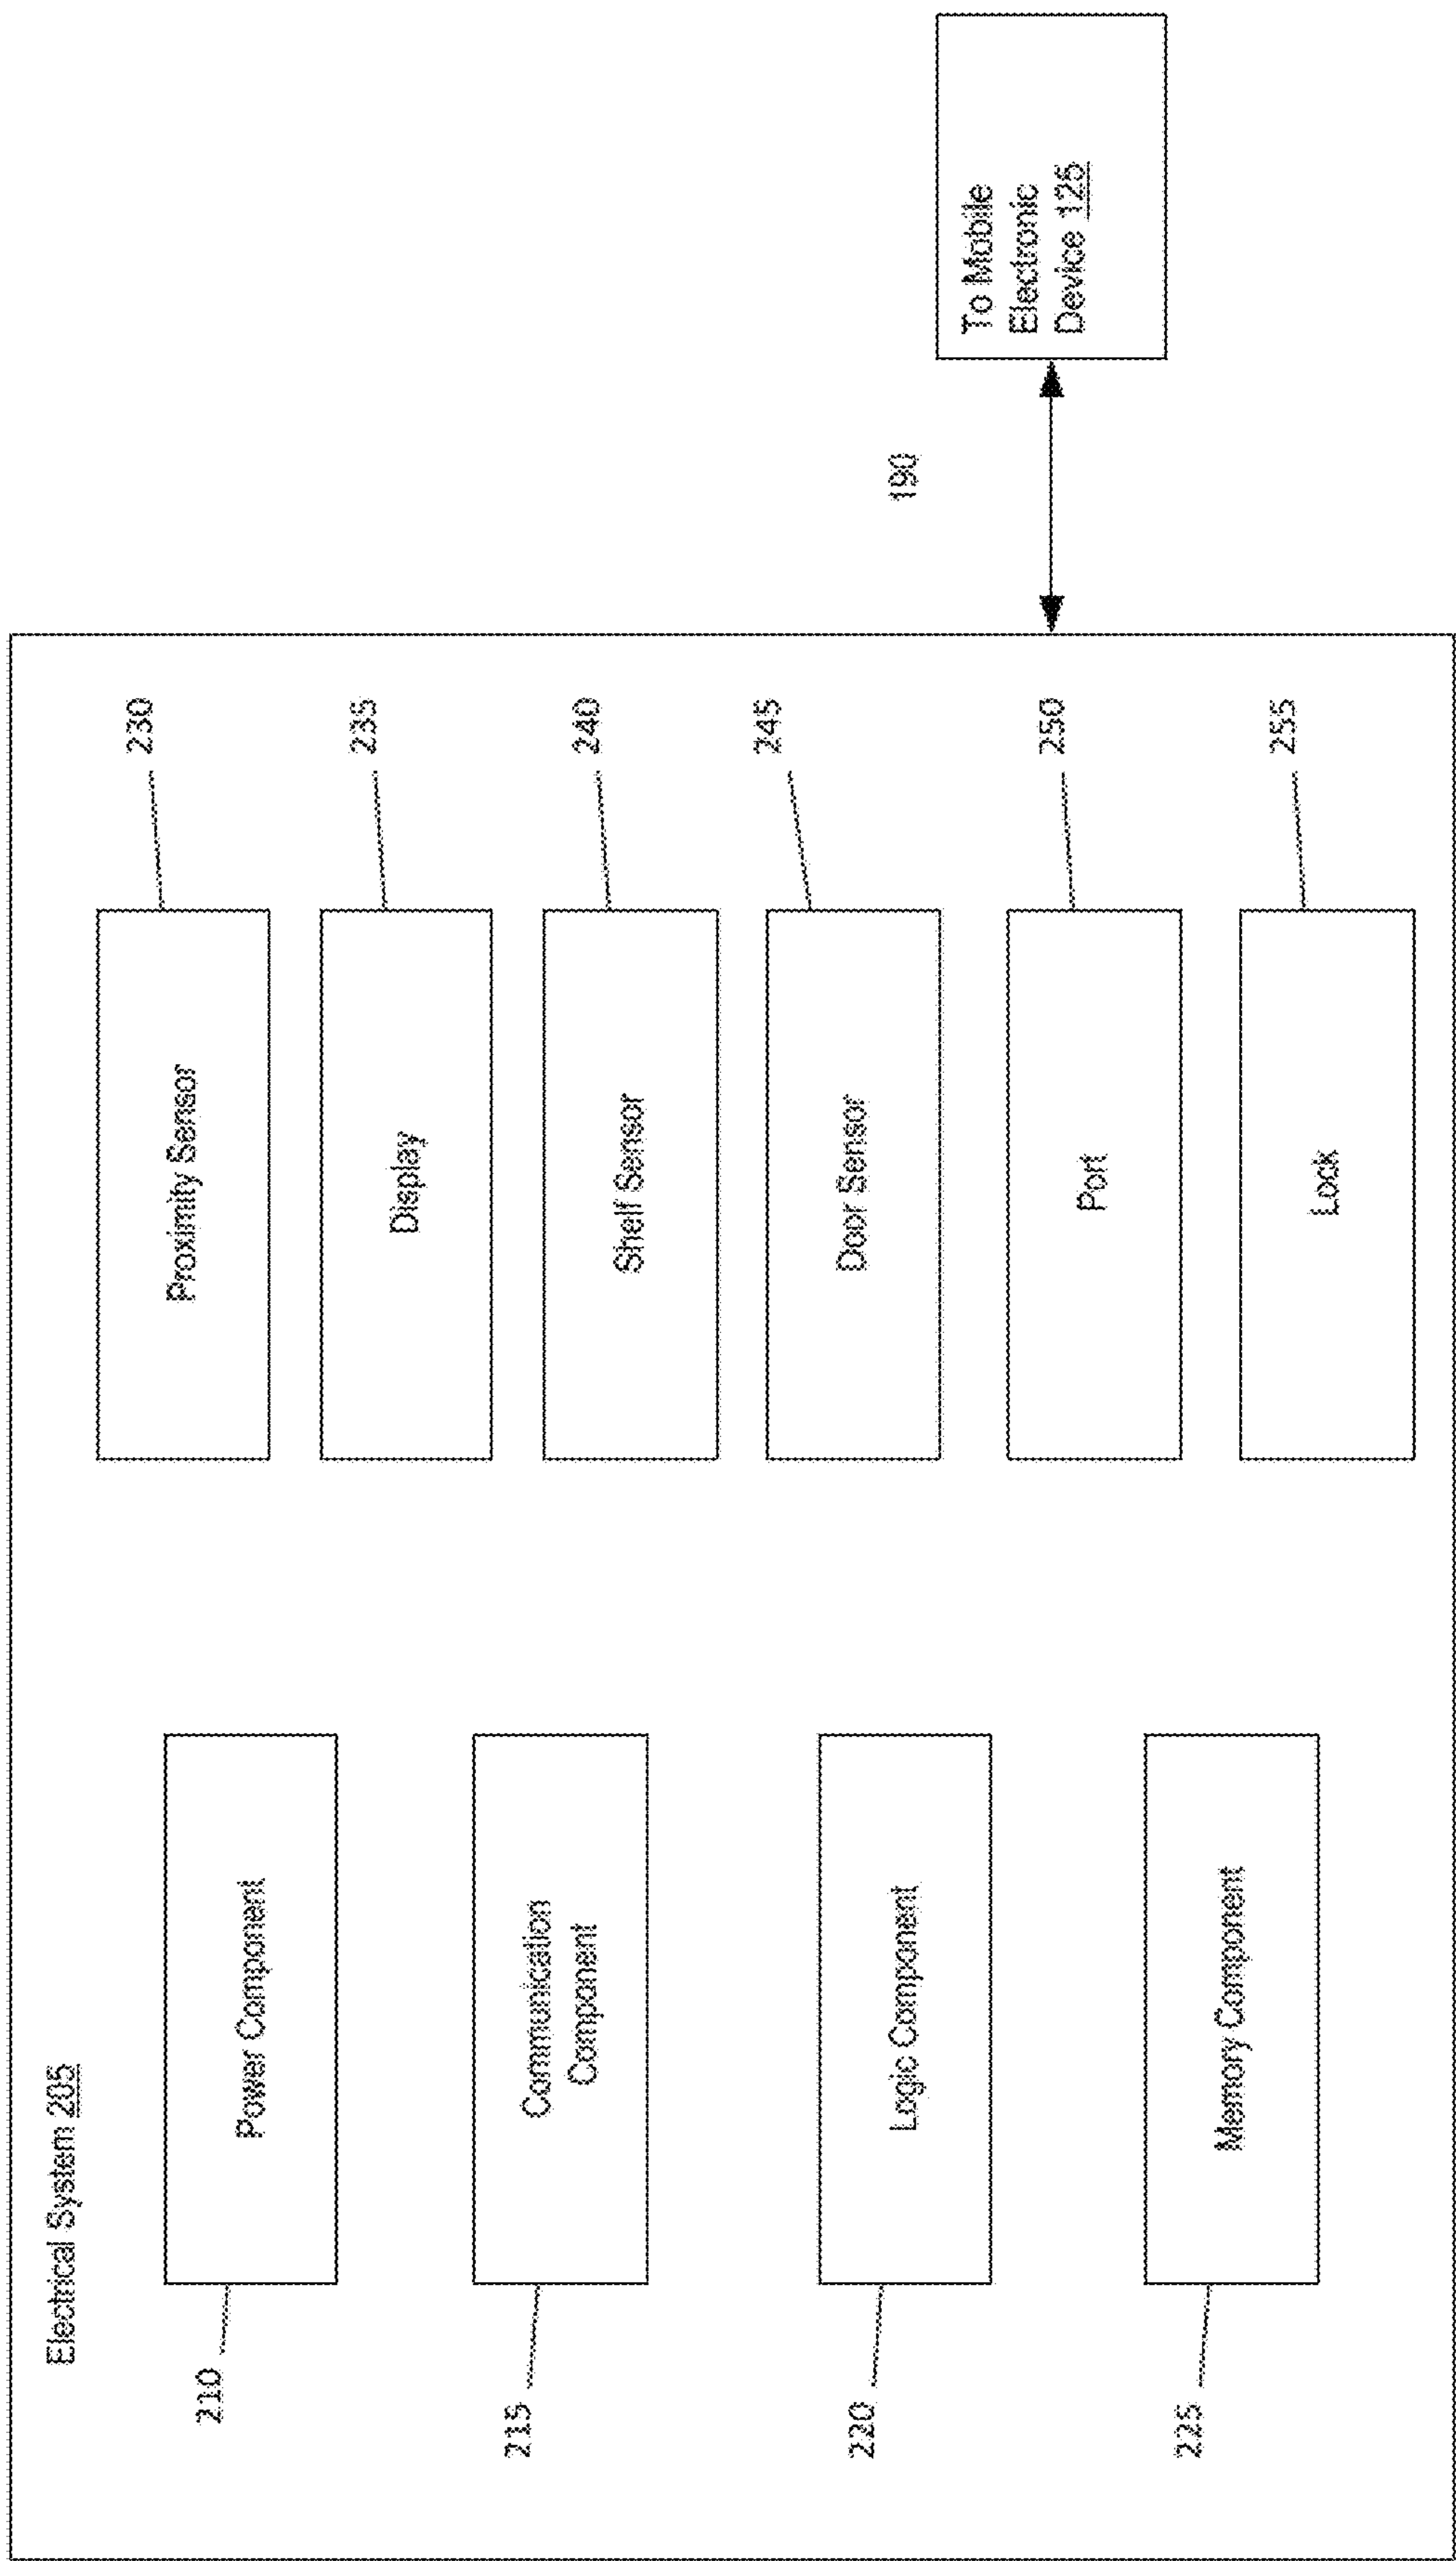 Electrical System 205
210
Power Component
215
Communication
Component
220
Logic Component
225
Memory Component
Proximity Sensor
230
Display
235
Shelf Sensor
240
Door Sensor
245
Port
250
Lock
255
190
To Mobile
Electronic
Device 125